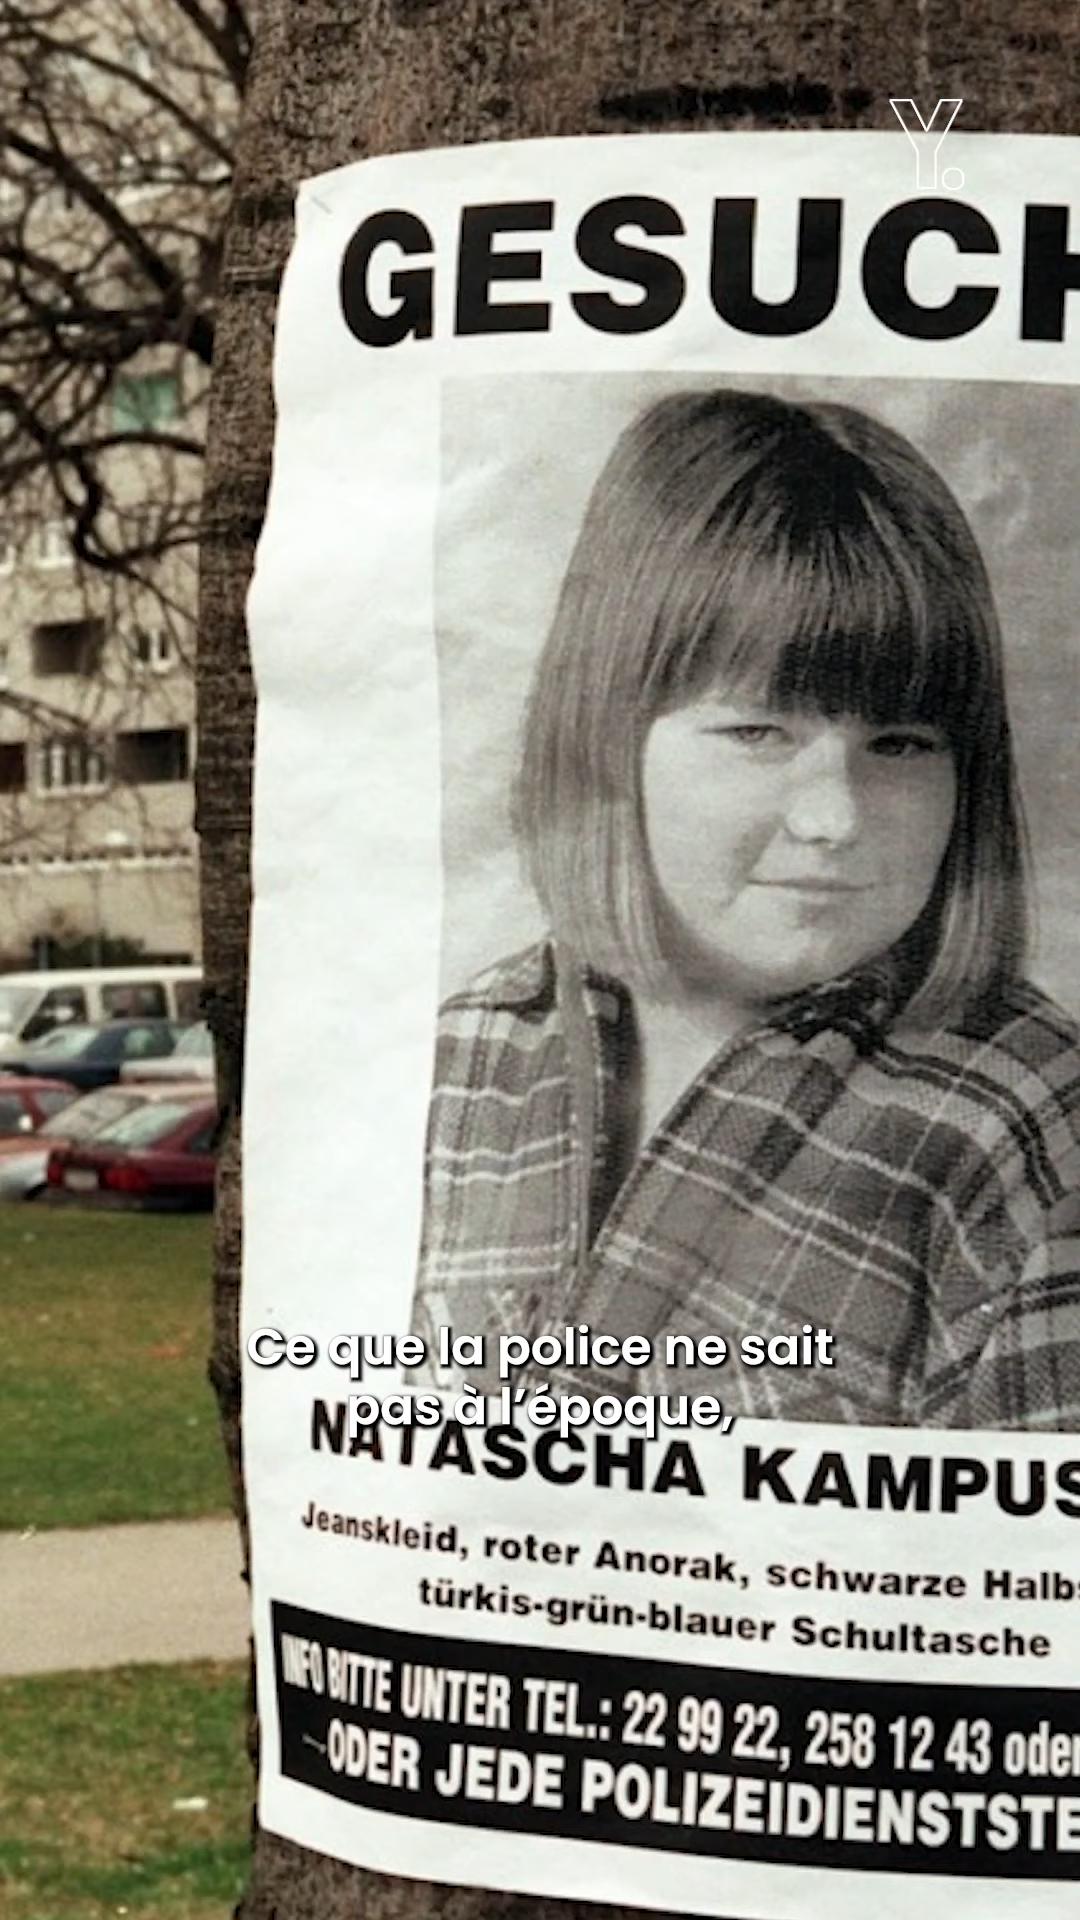 Y.
GESUCH
Ce que la police ne sait
pas à l’époque,
NATASCHA KAMPUS
Jeanskleid, roter Anorak, schwarze Halbs
türkis-grün-blauer Schultasche
INFO BITTE UNTER TEL.: 22 99 22, 258 12 43 oder
ODER JEDE POLIZEIDIENSTSTE